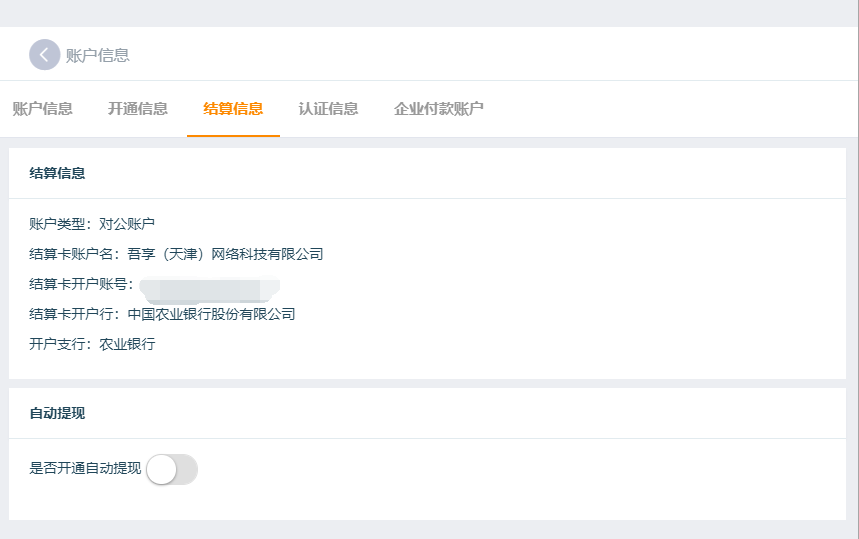 账户信息
账户信息 开通信息 结算信息 认证信息 企业付款账户
结算信息
账户类型：对公账户
结算卡账户名：吾享（天津）网络科技有限公司
结算卡开户账号：
结算卡开户行：中国农业银行股份有限公司
开户支行：农业银行
自动提现
是否开通自动提现